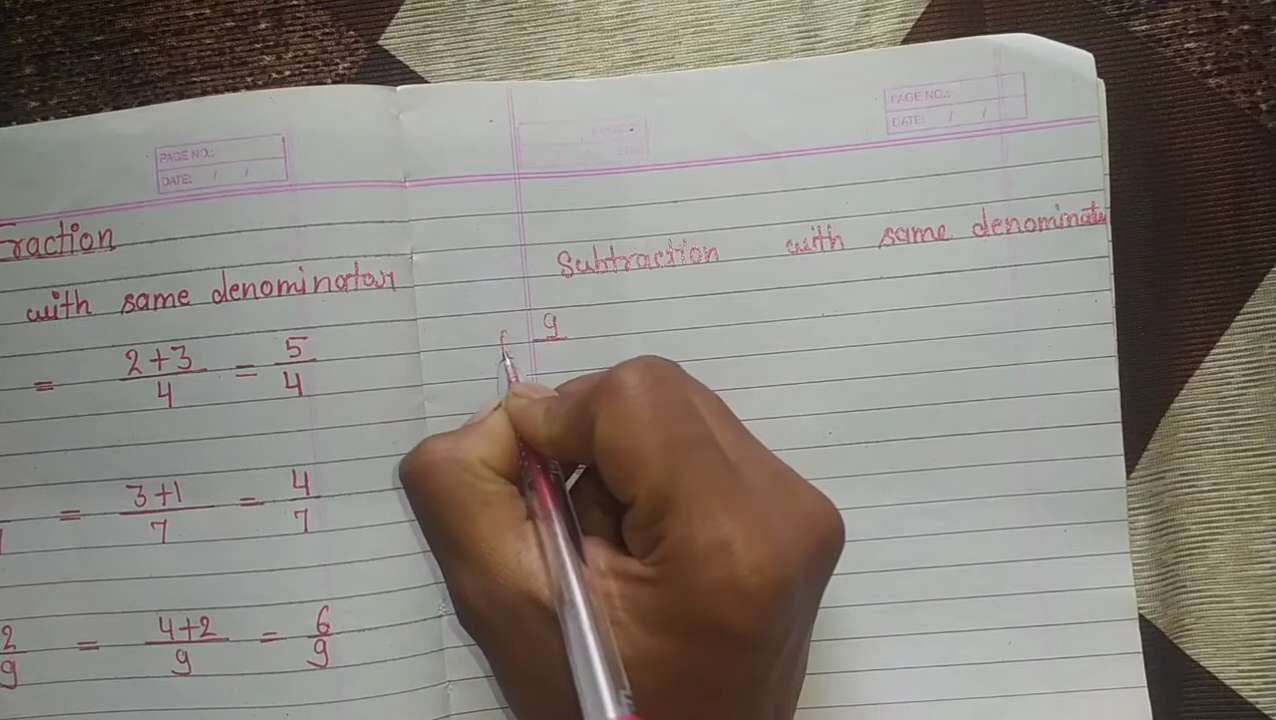 PAGE NO.:
DATE: / /
Fraction
with same denominator
= 2+3/4 = 5/4
= 3+1/7 = 4/7
2/9 = 4+2/9 = 6/9
PAGE NO.:
DATE: / /
Subtraction with same denominat
9